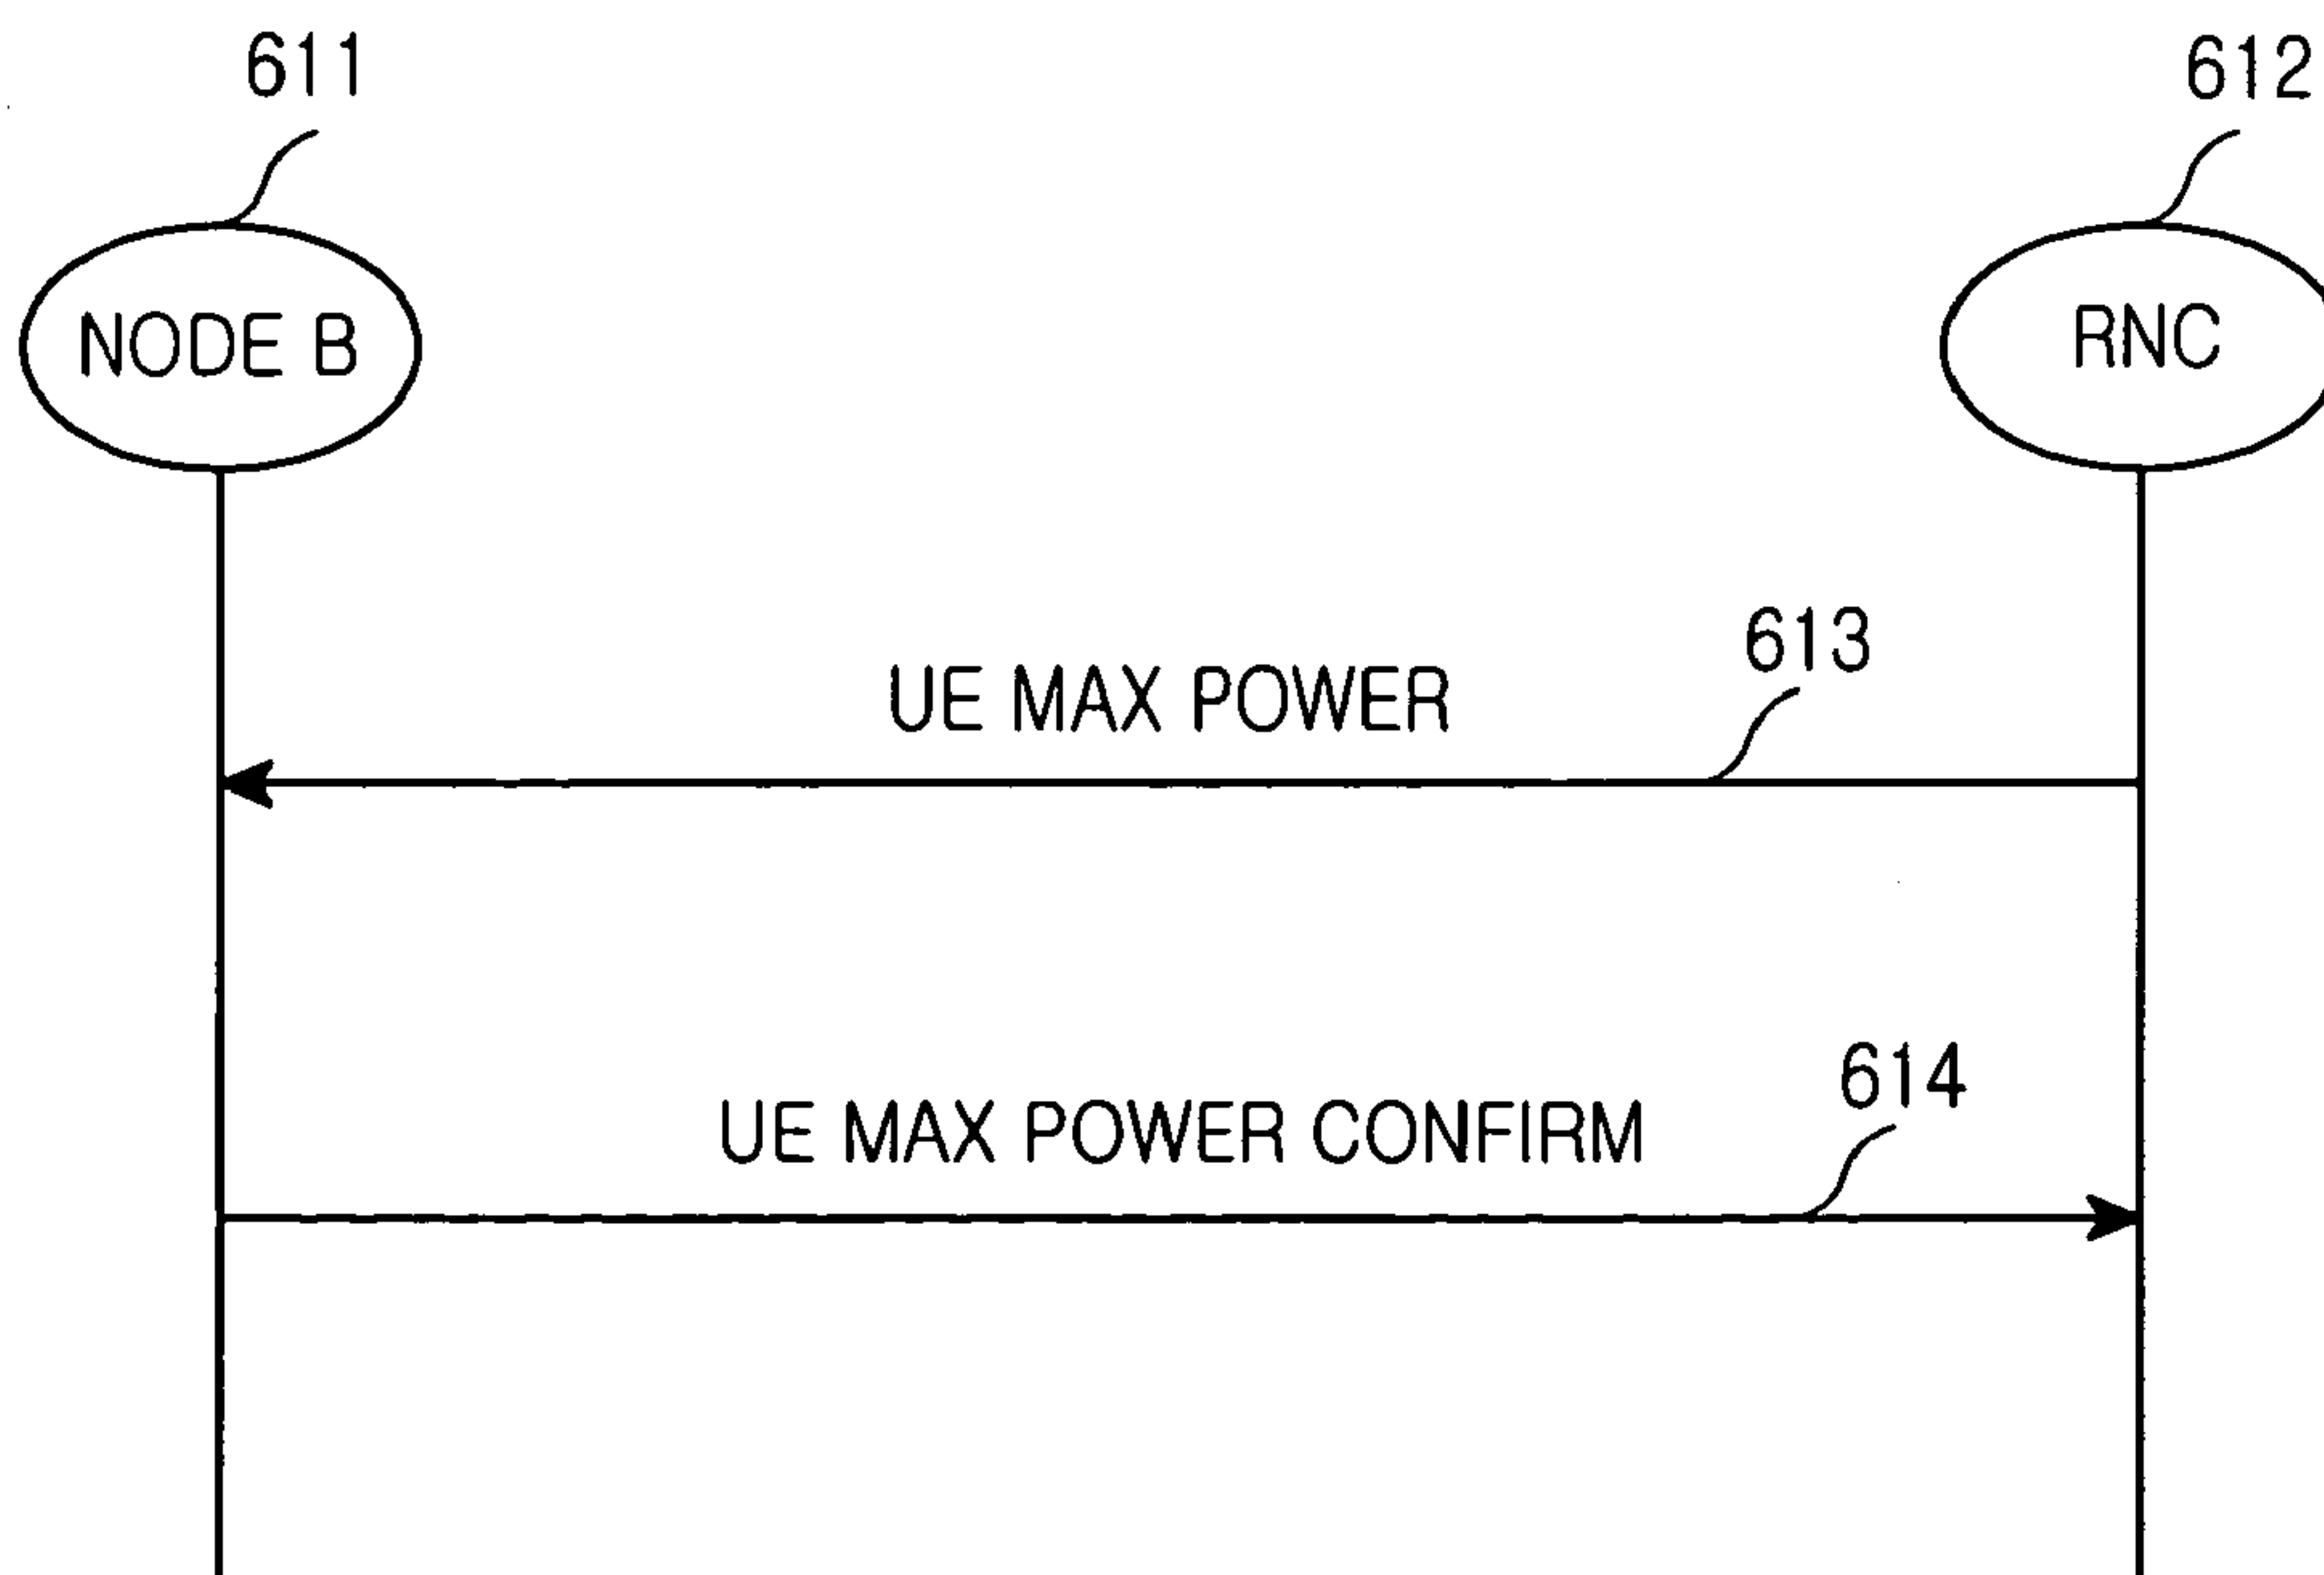 611
612
NODE B
RNC
613
UE MAX POWER
614
UE MAX POWER CONFIRM